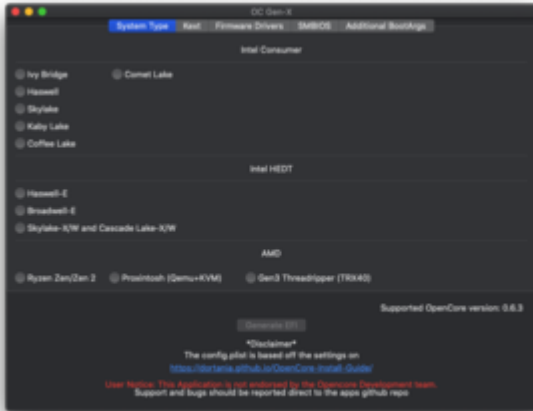 OC Gen-X
System Type Kext Firmware Drivers SMBIOS Additional BootArgs
Intel Consumer
Ivy Bridge Comet Lake
Haswell
Skylake
Kaby Lake
Coffee Lake
Intel HEDT
Haswell-E
Broadwell-E
Skylake-X/W and Cascade Lake-X/W
AMD
Ryzen Zen/Zen 2 Proxintosh (Qemu+KVM) Gen3 Threadripper (TRX40)
Supported OpenCore version: 0.6.3
Generate EFI
*Disclaimer*
The config.plist is based off the settings on
https://dortania.github.io/OpenCore-Install-Guide/
User Notice: This Application is not endorsed by the Opencore Development team.
Support and bugs should be reported direct to the apps github repo